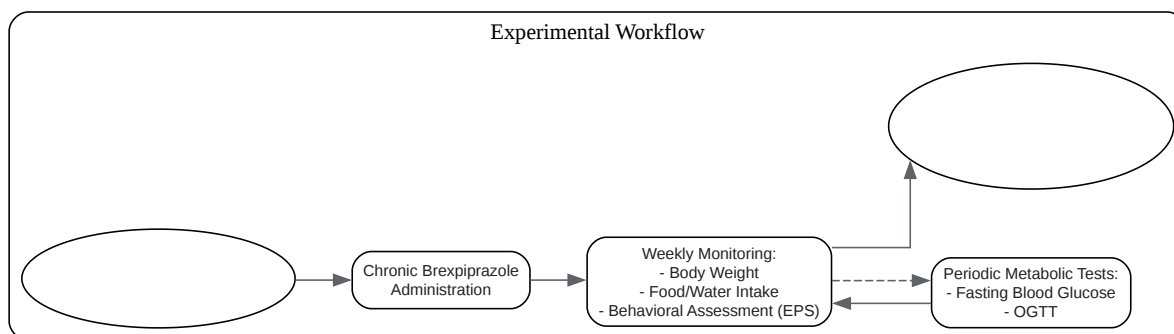 Experimental Workflow
Chronic Brexpiprazole
Administration
Weekly Monitoring:
- Body Weight
- Food/Water Intake
- Behavioral Assessment (EPS)
Periodic Metabolic Tests:
- Fasting Blood Glucose
- OGTT